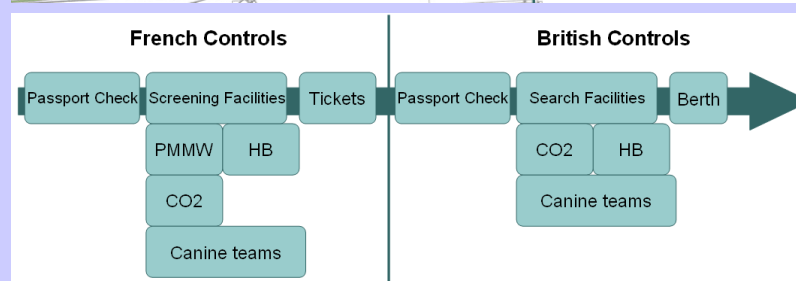 French Controls
British Controls
Passport Check
Screening Facilities
Tickets
Passport Check
Search Facilities
Berth
PMMW
HB
CO2
HB
CO2
Canine teams
Canine teams